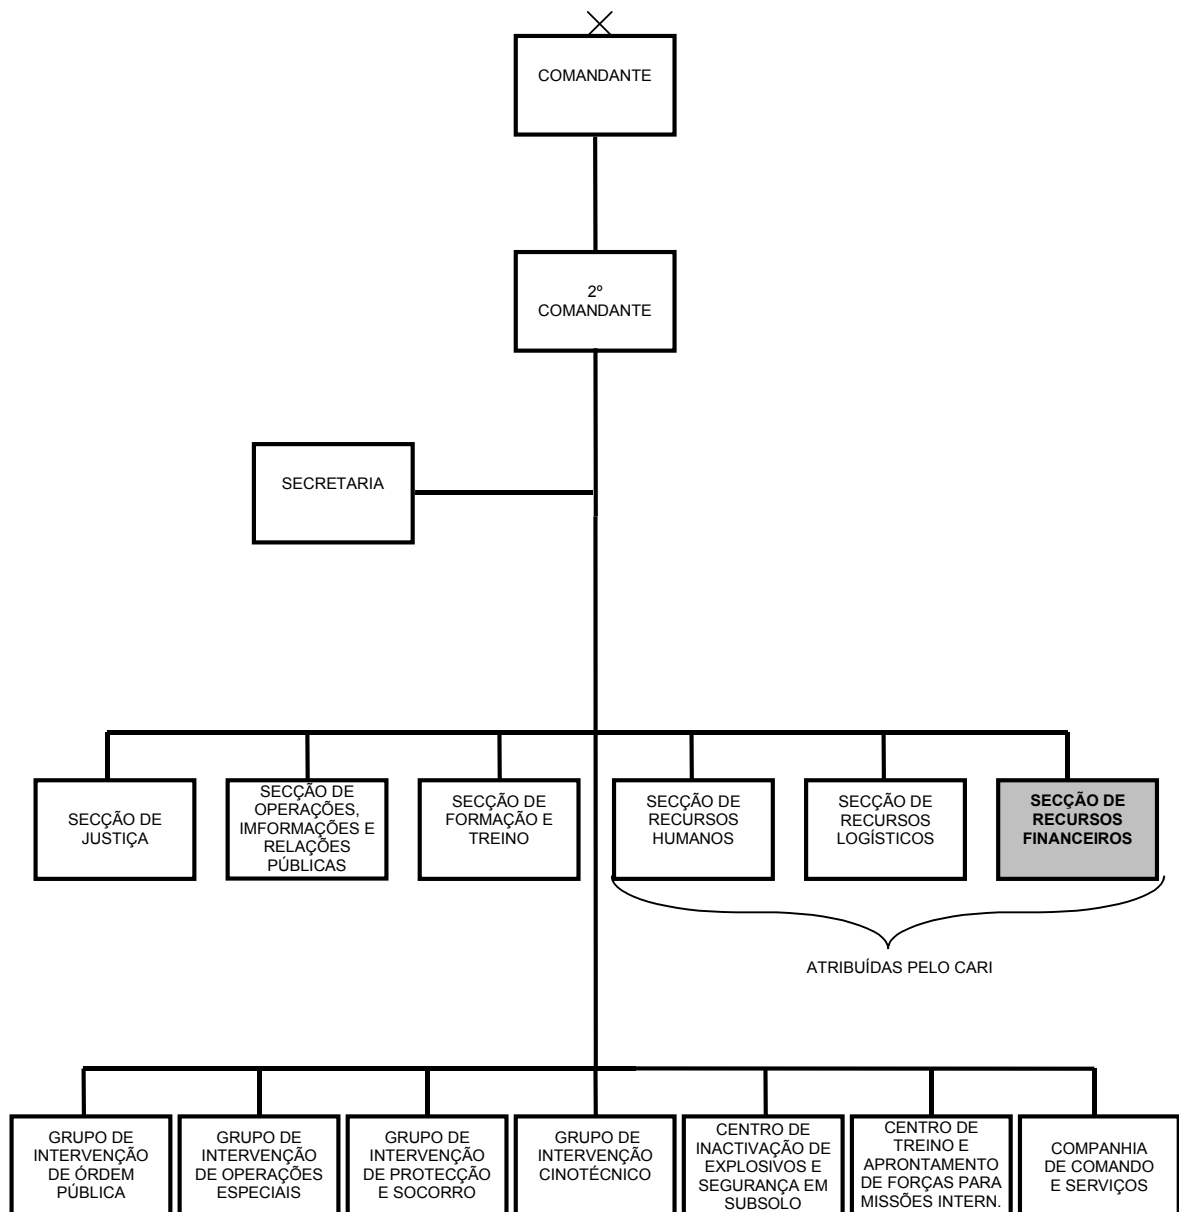 COMANDANTE
2º
COMANDANTE
SECRETARIA
SECÇÃO DE
JUSTIÇA
SECÇÃO DE
OPERAÇÕES,
IMFORMAÇÕES E
RELAÇÕES
PÚBLICAS
SECÇÃO DE
FORMAÇÃO E
TREINO
SECÇÃO DE
RECURSOS
HUMANOS
SECÇÃO DE
RECURSOS
LOGÍSTICOS
SECÇÃO DE
RECURSOS
FINANCEIROS
ATRIBUÍDAS PELO CARI
GRUPO DE
INTERVENÇÃO
DE ÓRDEM
PÚBLICA
GRUPO DE
INTERVENÇÃO
DE OPERAÇÕES
ESPECIAIS
GRUPO DE
INTERVENÇÃO
DE PROTECÇÃO
E SOCORRO
GRUPO DE
INTERVENÇÃO
CINOTÉCNICO
CENTRO DE
INACTIVAÇÃO DE
EXPLOSIVOS E
SEGURANÇA EM
SUBSOLO
CENTRO DE
TREINO E
APRONTAMENTO
DE FORÇAS PARA
MISSÕES INTERN.
COMPANHIA
DE COMANDO
E SERVIÇOS